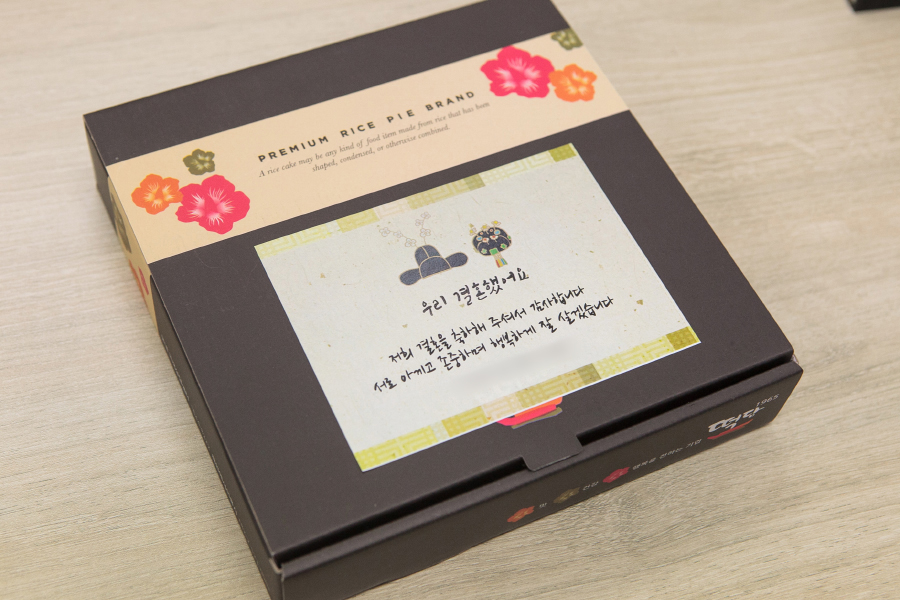 PREMIUM RICE PIE BRAND
A rice cake may be any kind of food item made from rice that has been
shaped, condensed, or otherwise combined.
우리 결혼했어요
저희 결혼을 축하해 주셔서 감사합니다
서로 아끼고 존중하며 행복하게 잘 살겠습니다
1965
떡담